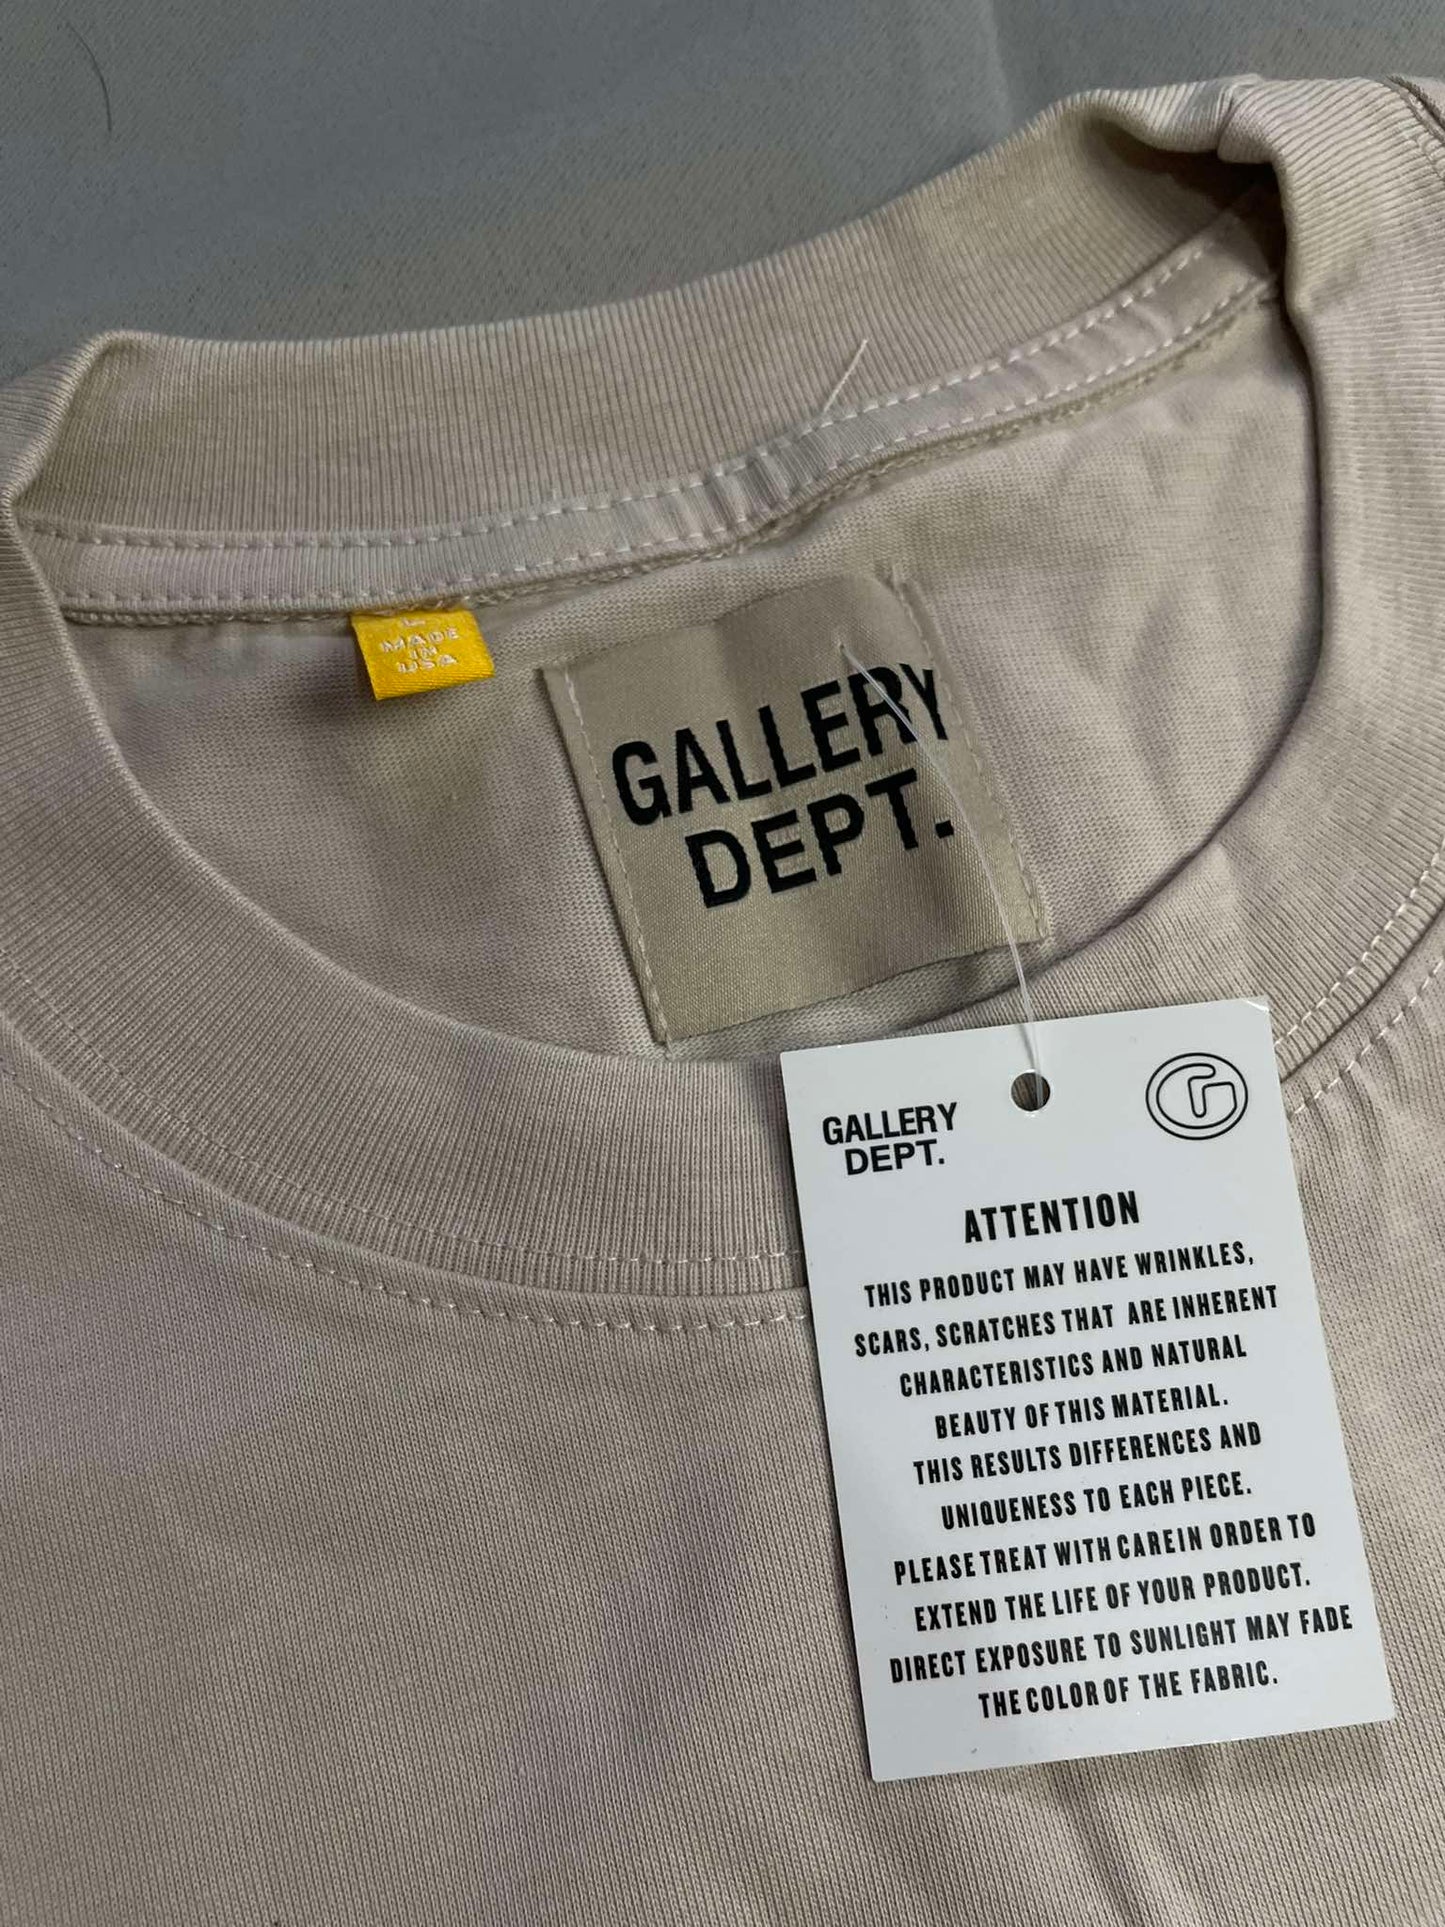 L
MADE
IN
USA
GALLERY
DEPT.
GALLERY
DEPT.
ATTENTION
THIS PRODUCT MAY HAVE WRINKLES,
SCARS, SCRATCHES THAT ARE INHERENT
CHARACTERISTICS AND NATURAL
BEAUTY OF THIS MATERIAL.
THIS RESULTS DIFFERENCES AND
UNIQUENESS TO EACH PIECE.
PLEASE TREAT WITH CAREIN ORDER TO
EXTEND THE LIFE OF YOUR PRODUCT.
DIRECT EXPOSURE TO SUNLIGHT MAY FADE
THE COLOR OF THE FABRIC.